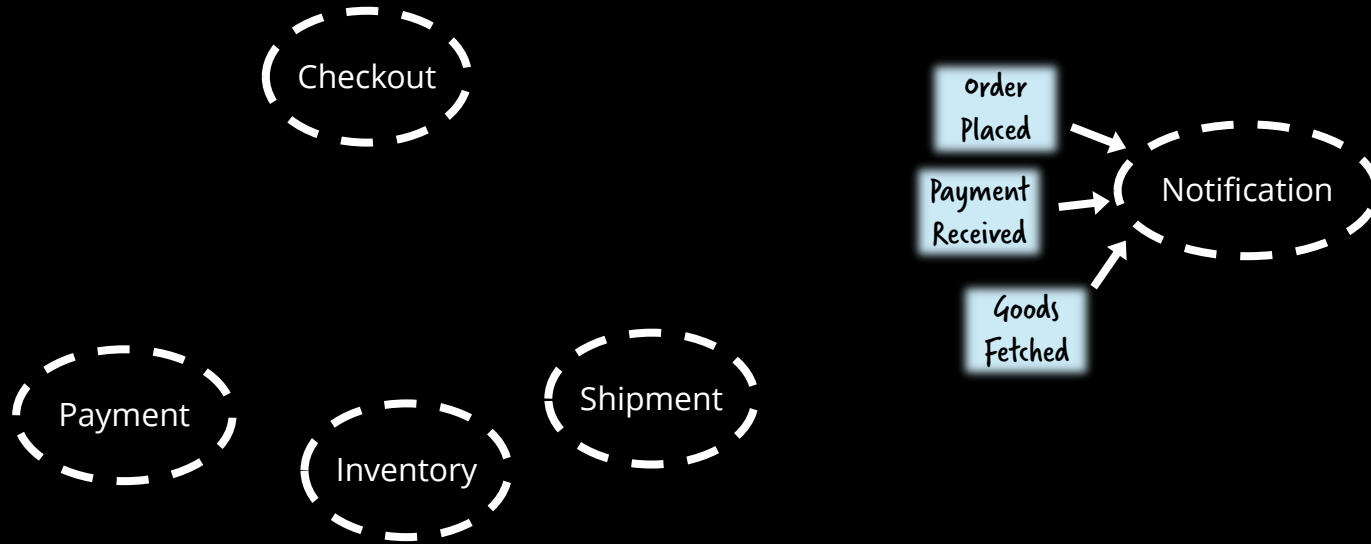 Checkout
Order
Placed
Payment
Received
Notification
Goods
Fetched
Payment
Inventory
Shipment